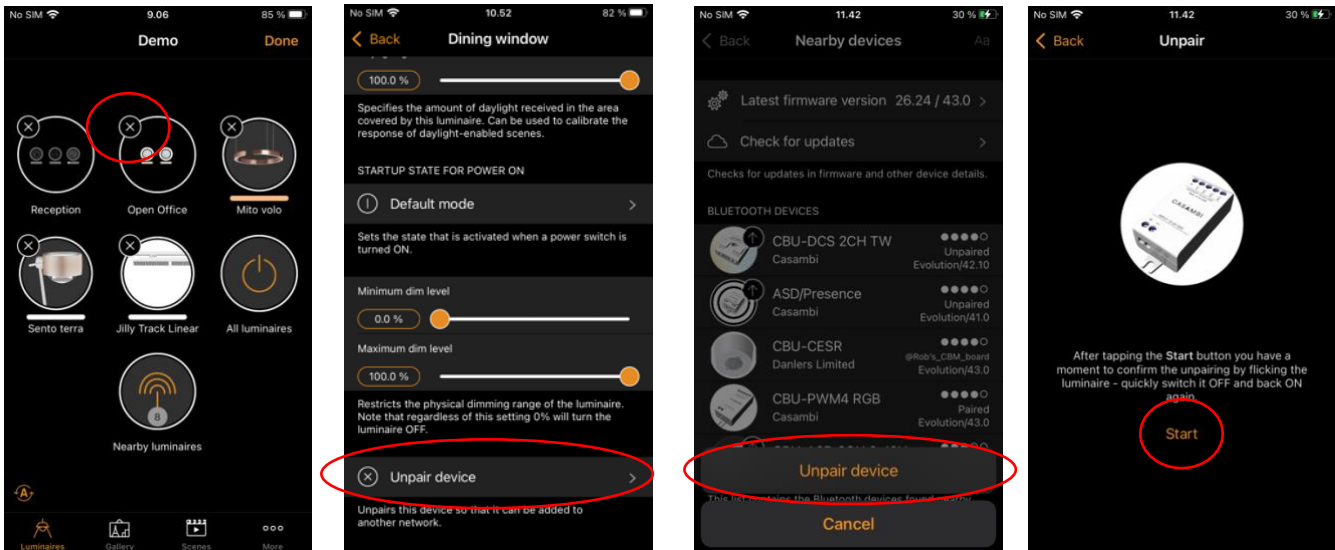 No SIM 9.06 85 %
Demo Done
Reception Open Office Mito volo
Sento terra Jilly Track Linear All luminaires
8
Nearby luminaires
A
Luminaires Gallery Scenes More
No SIM 10.52 82 %
Back Dining window
100.0 %
Specifies the amount of daylight received in the area
covered by this luminaire. Can be used to calibrate the
response of daylight-enabled scenes.
STARTUP STATE FOR POWER ON
Default mode
Sets the state that is activated when a power switch is
turned ON.
Minimum dim level
0.0 %
Maximum dim level
100.0 %
Restricts the physical dimming range of the luminaire.
Note that regardless of this setting 0% will turn the
luminaire OFF.
Unpair device
Unpairs this device so that it can be added to
another network.
No SIM 11.42 30 %
Back Nearby devices Aa
Latest firmware version 26.24 / 43.0
Check for updates
Checks for updates in firmware and other device details.
BLUETOOTH DEVICES
CBU-DCS 2CH TW
Casambi
Unpaired
Evolution/42.10
ASD/Presence
Casambi
Unpaired
Evolution/41.0
CBU-CESR
Danlers Limited
@Rob's_CBM_board
Evolution/43.0
CBU-PWM4 RGB
Casambi
Paired
Evolution/43.0
Unpair device
This list contains the Bluetooth devices found nearby.
Cancel
No SIM 11.42 30 %
Back Unpair
CASAMBI
After tapping the Start button you have a
moment to confirm the unpairing by flicking the
luminaire - quickly switch it OFF and back ON
again.
Start